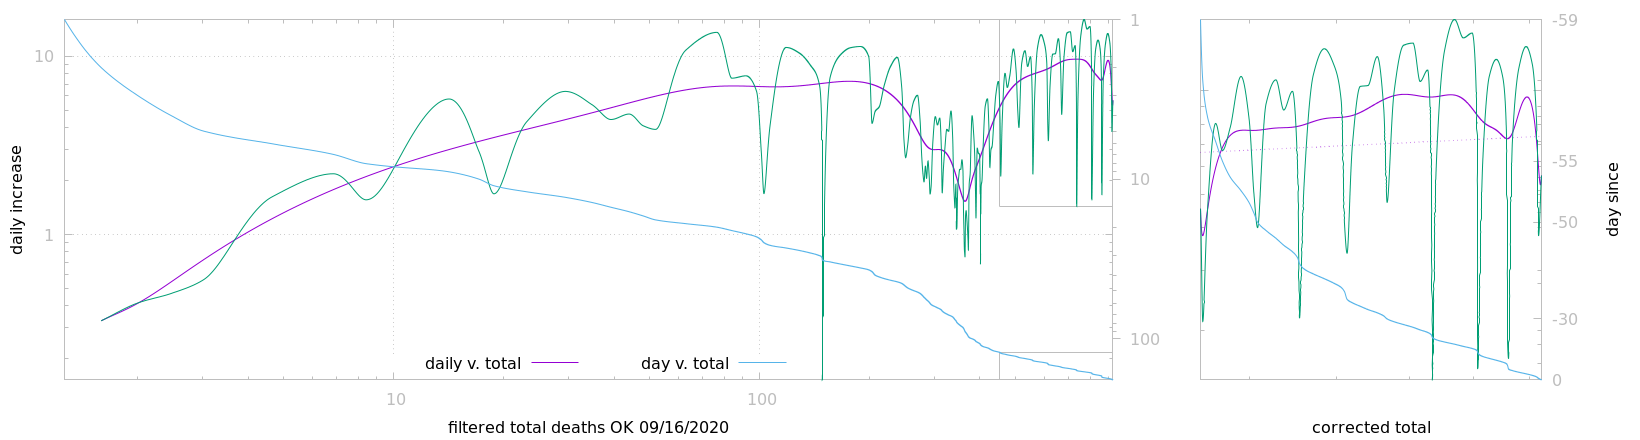 1
-59
10
daily increase
-55
day since
10
1
-50
-30
100
daily v. total
day v. total
0
10
100
filtered total deaths OK 09/16/2020
corrected total